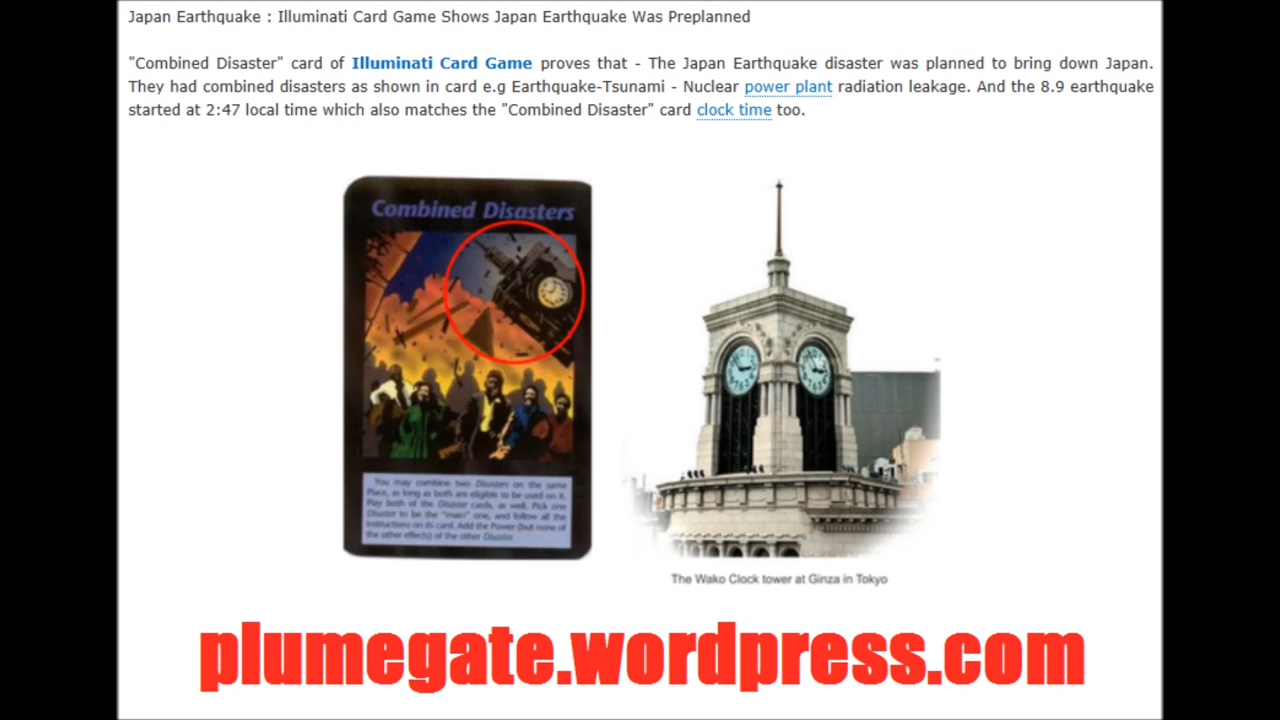 Japan Earthquake : Illuminati Card Game Shows Japan Earthquake Was Preplanned
"Combined Disaster" card of Illuminati Card Game proves that - The Japan Earthquake disaster was planned to bring down Japan.
They had combined disasters as shown in card e.g Earthquake-Tsunami - Nuclear power plant radiation leakage. And the 8.9 earthquake
started at 2:47 local time which also matches the "Combined Disaster" card clock time too.
Combined Disasters
You may combine two Disasters on the same
Place, as long as both are eligible to be used on it.
Play both of the Disaster cards, as well. Pick one
Disaster to be the "main" one, and follow all the
instructions on its card. Add the Power (but none of
the other effects) of the other Disaster.
The Wako Clock tower at Ginza in Tokyo
plumegate.wordpress.com